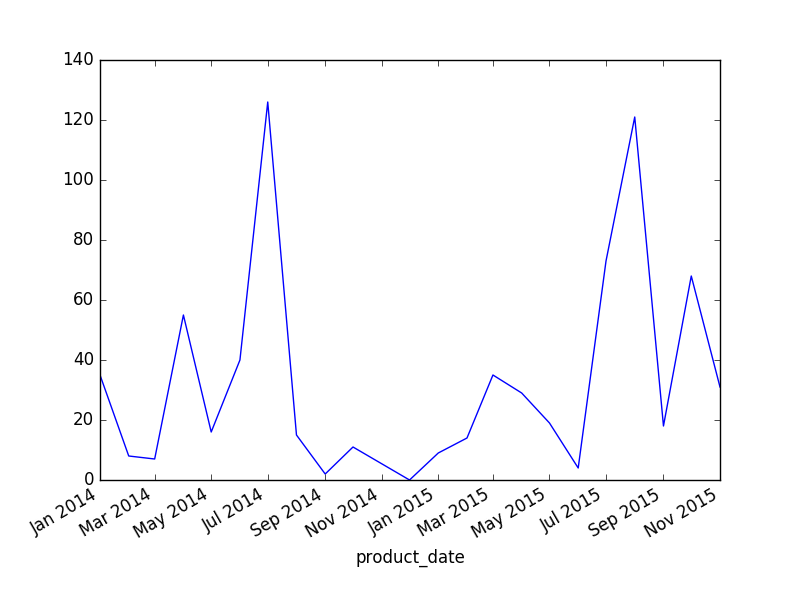 140
120
100
80
60
40
20
0
Jan 2014
Mar 2014
May 2014
Jul 2014
Sep 2014
Nov 2014
Jan 2015
Mar 2015
May 2015
Jul 2015
Sep 2015
Nov 2015
product_date